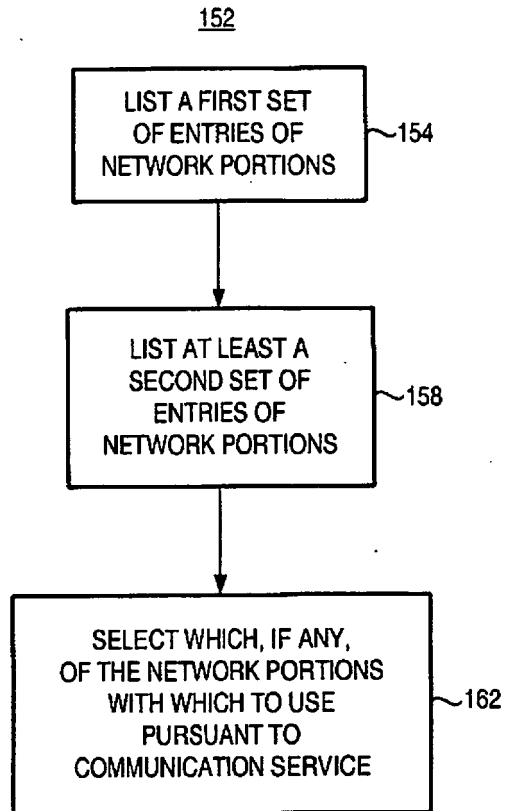 152
LIST A FIRST SET
OF ENTRIES OF
NETWORK PORTIONS
154
LIST AT LEAST A
SECOND SET OF
ENTRIES OF
NETWORK PORTIONS
158
SELECT WHICH, IF ANY,
OF THE NETWORK PORTIONS
WITH WHICH TO USE
PURSUANT TO
COMMUNICATION SERVICE
162